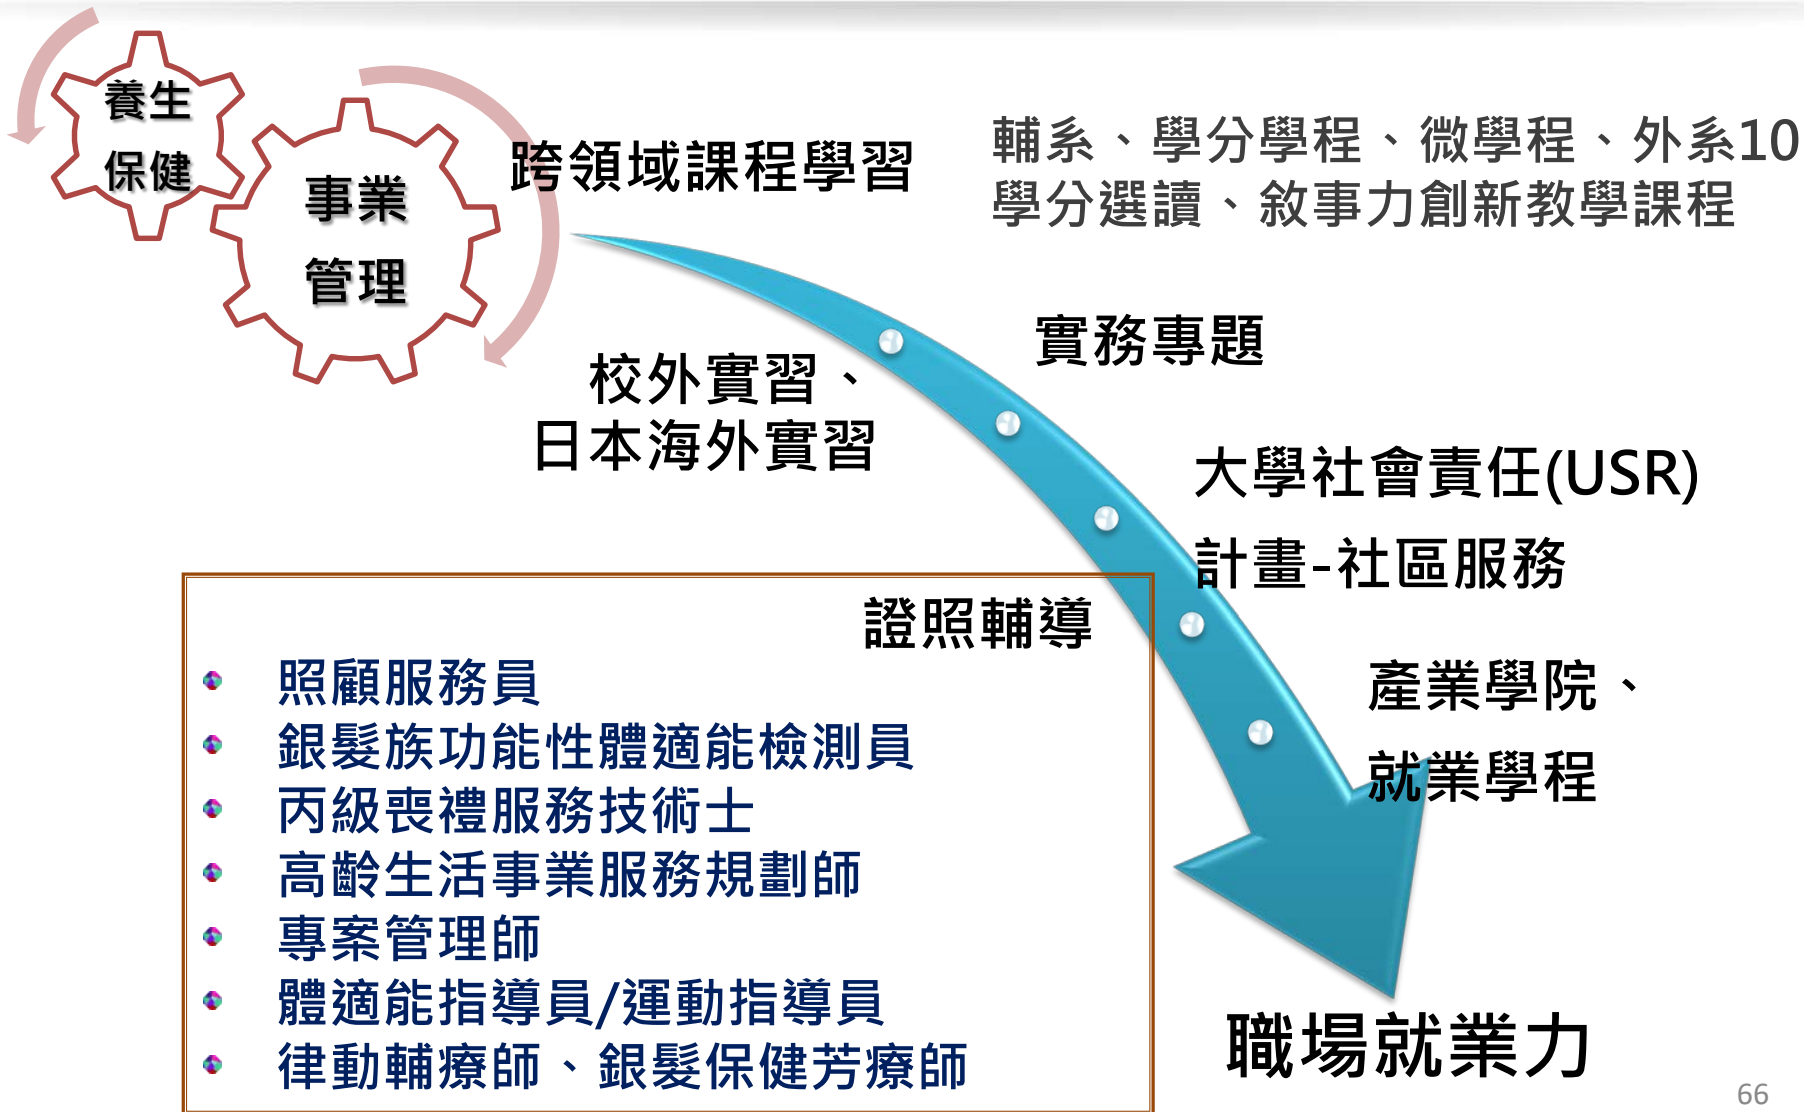 養生
保健
事業
管理
跨領域課程學習
輔系、學分學程、微學程、外系10
學分選讀、敘事力創新教學課程
實務專題
校外實習、
日本海外實習
大學社會責任(USR)
計畫-社區服務
證照輔導
照顧服務員
銀髮族功能性體適能檢測員
丙級喪禮服務技術士
高齡生活事業服務規劃師
專案管理師
體適能指導員/運動指導員
律動輔療師、銀髮保健芳療師
產業學院、
就業學程
職場就業力
66